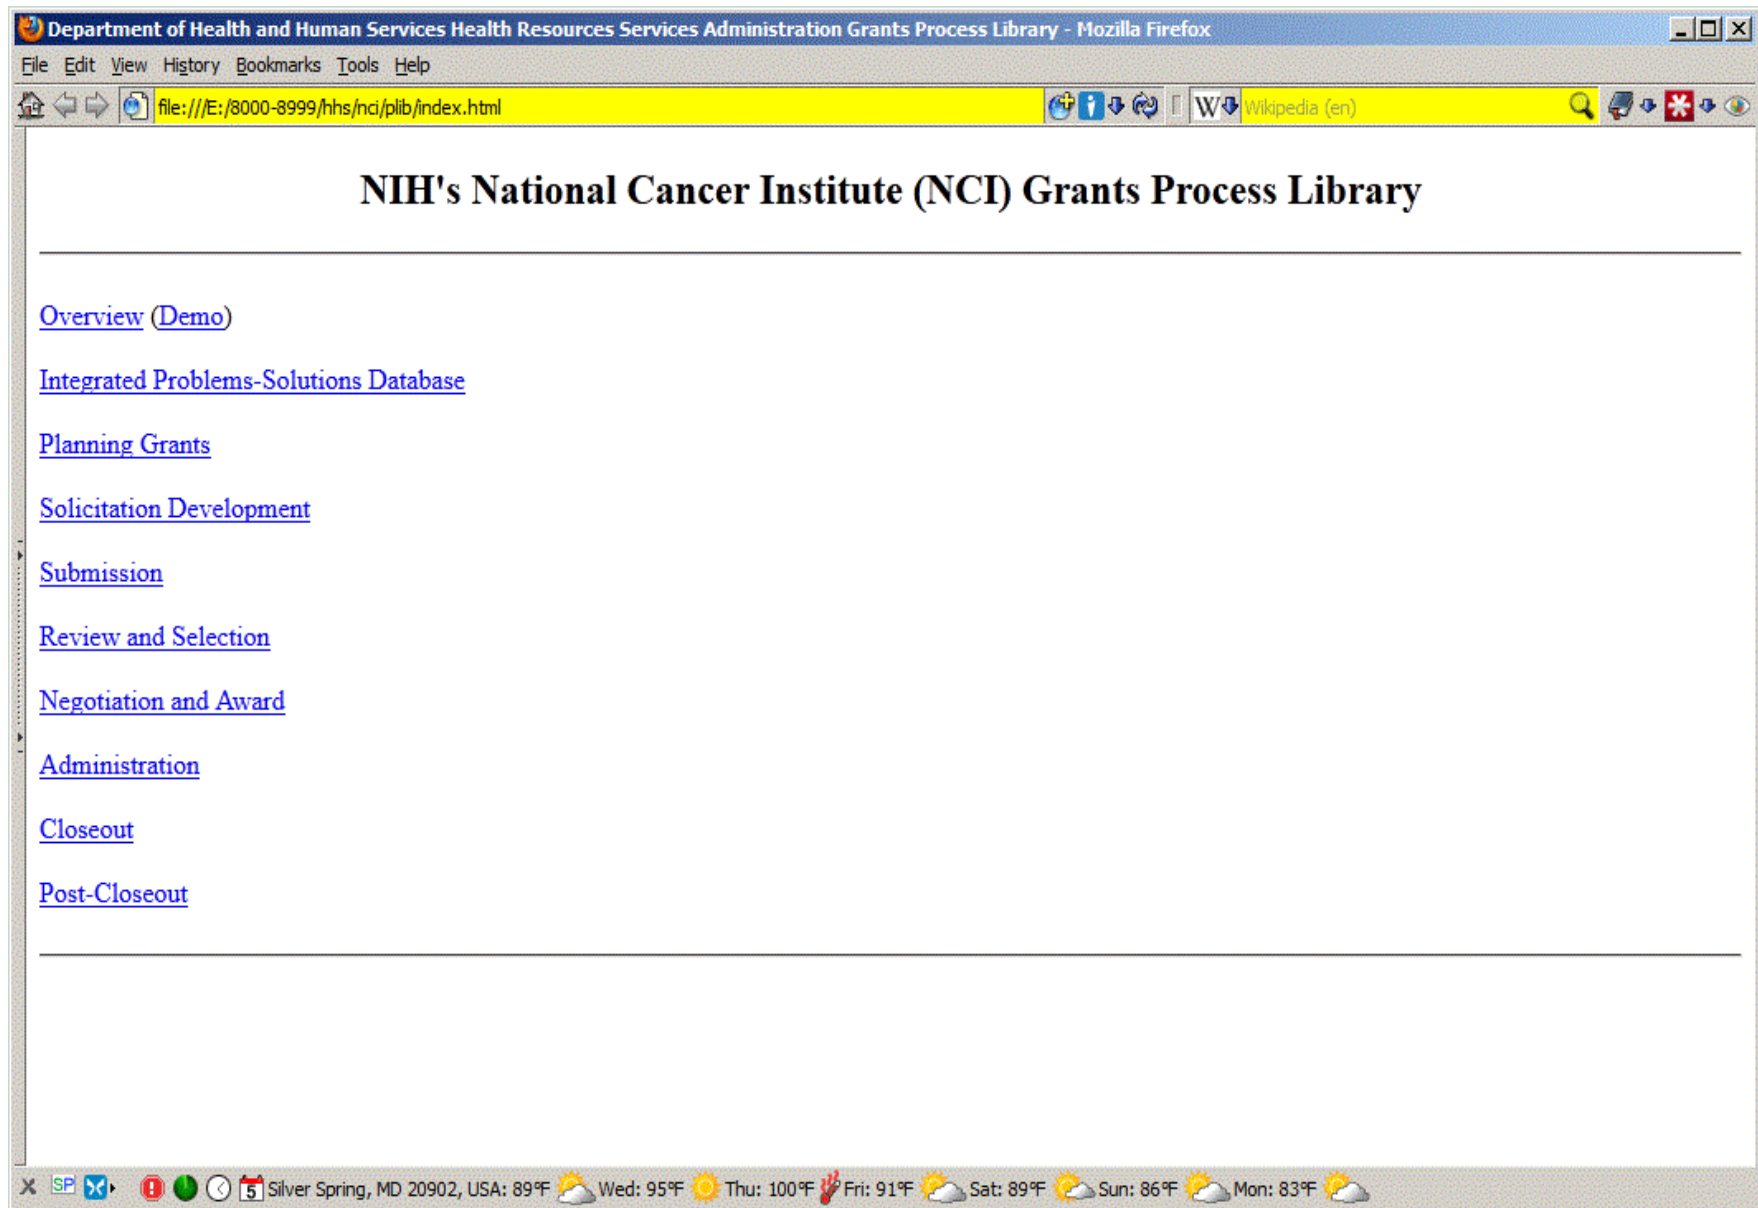 Department of Health and Human Services Health Resources Services Administration Grants Process Library - Mozilla Firefox
File Edit View History Bookmarks Tools Help
file:///E:/8000-8999/hhs/nci/plib/index.html W Wikipedia (en)
NIH's National Cancer Institute (NCI) Grants Process Library
Overview (Demo)
Integrated Problems-Solutions Database
Planning Grants
Solicitation Development
Submission
Review and Selection
Negotiation and Award
Administration
Closeout
Post-Closeout
SP 5 Silver Spring, MD 20902, USA: 89°F Wed: 95°F Thu: 100°F Fri: 91°F Sat: 89°F Sun: 86°F Mon: 83°F